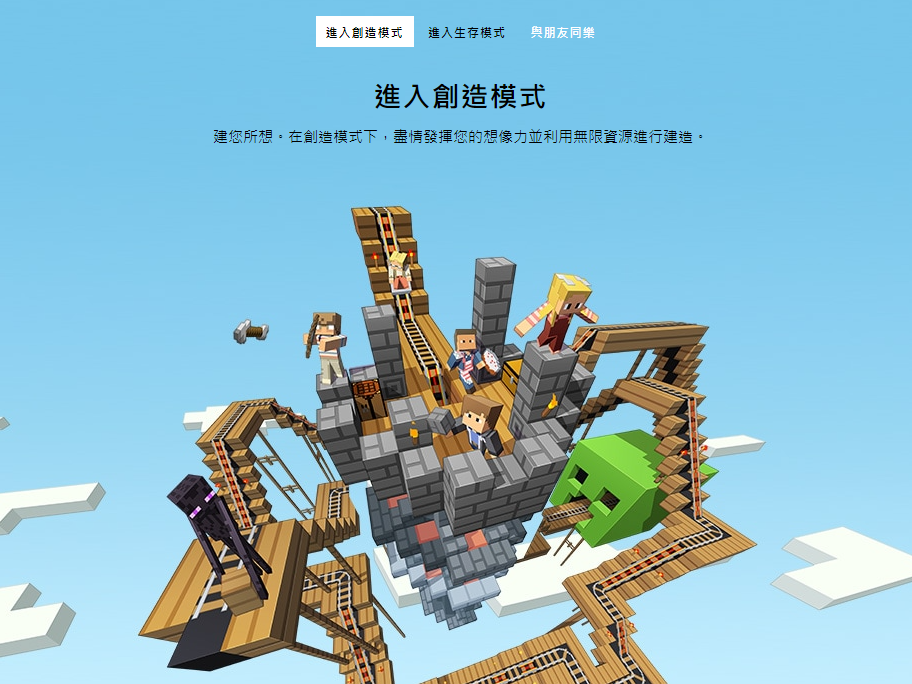 進入創造模式 進入生存模式 與朋友同樂
進入創造模式
建您所想。在創造模式下，盡情發揮您的想像力並利用無限資源進行建造。